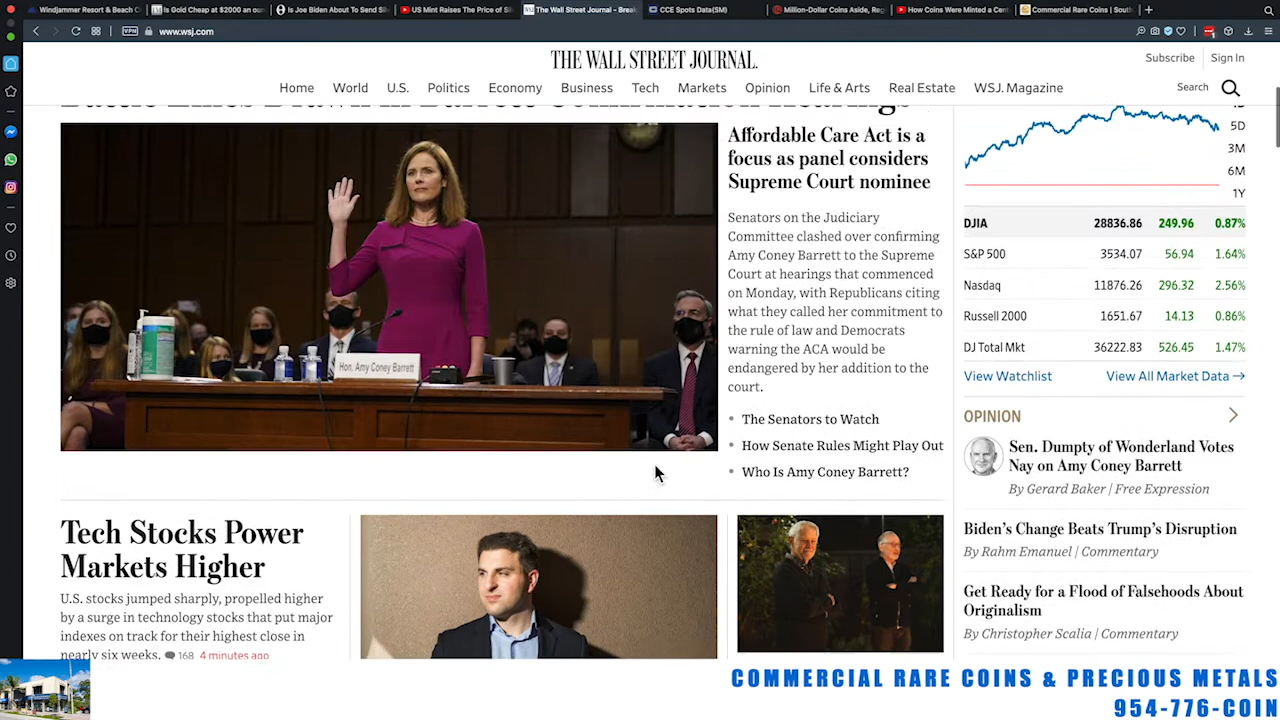 Windjammer Resort & Beach C
Is Gold Cheap at $2000 an oun
Is Joe Biden About To Send Silv
US Mint Raises The Price of Sil
The Wall Street Journal - Break
CCE Spots Data(SM)
Million-Dollar Coins Aside, Reg
How Coins Were Minted a Cent
Commercial Rare Coins | South
VPN
www.wsj.com
THE WALL STREET JOURNAL.
Subscribe
Sign In
Home World U.S. Politics Economy Business Tech Markets Opinion Life & Arts Real Estate WSJ. Magazine
Search
Battle Lines Drawn in Barrett Confirmation Hearings
Hon. Amy Coney Barrett
Affordable Care Act is a
focus as panel considers
Supreme Court nominee
Senators on the Judiciary
Committee clashed over confirming
Amy Coney Barrett to the Supreme
Court at hearings that commenced
on Monday, with Republicans citing
what they called her commitment to
the rule of law and Democrats
warning the ACA would be
endangered by her addition to the
court.
• The Senators to Watch
• How Senate Rules Might Play Out
• Who Is Amy Coney Barrett?
1D
5D
3M
6M
1Y
DJIA 28836.86 249.96 0.87%
S&P 500 3534.07 56.94 1.64%
Nasdaq 11876.26 296.32 2.56%
Russell 2000 1651.67 14.13 0.86%
DJ Total Mkt 36222.83 526.45 1.47%
View Watchlist View All Market Data →
OPINION
Sen. Dumpty of Wonderland Votes
Nay on Amy Coney Barrett
By Gerard Baker | Free Expression
Biden's Change Beats Trump's Disruption
By Rahm Emanuel | Commentary
Get Ready for a Flood of Falsehoods About
Originalism
By Christopher Scalia | Commentary
Tech Stocks Power
Markets Higher
U.S. stocks jumped sharply, propelled higher
by a surge in technology stocks that put major
indexes on track for their highest close in
nearly six weeks. 168 4 minutes ago
COMMERCIAL RARE COINS & PRECIOUS METALS
954-776-COIN